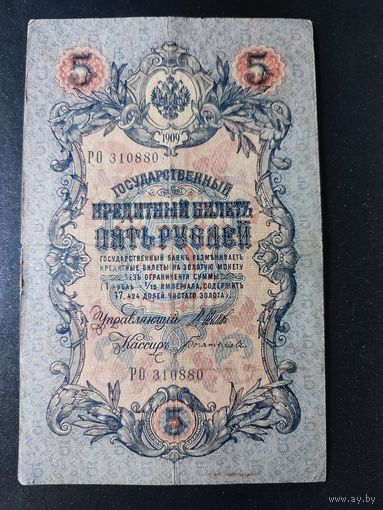 5 5
1909
РО 310880
ГОСУДАРСТВЕННЫЙ
КРЕДИТНЫЙ БИЛЕТЪ
ПЯТЬ РУБЛЕЙ
ГОСУДАРСТВЕННЫЙ БАНКЪ РАЗМѢНИВАЕТЪ
КРЕДИТНЫЕ БИЛЕТЫ НА ЗОЛОТУЮ МОНЕТУ
БЕЗЪ ОГРАНИЧЕНІЯ СУММЫ
(1 РУБЛЬ = 1/15 ИМПЕРІАЛА, СОДЕРЖИТЪ
17,424 ДОЛЕЙ ЧИСТАГО ЗОЛОТА).
Управляющій
Кассиръ
РО 310880
5
www.ay.by